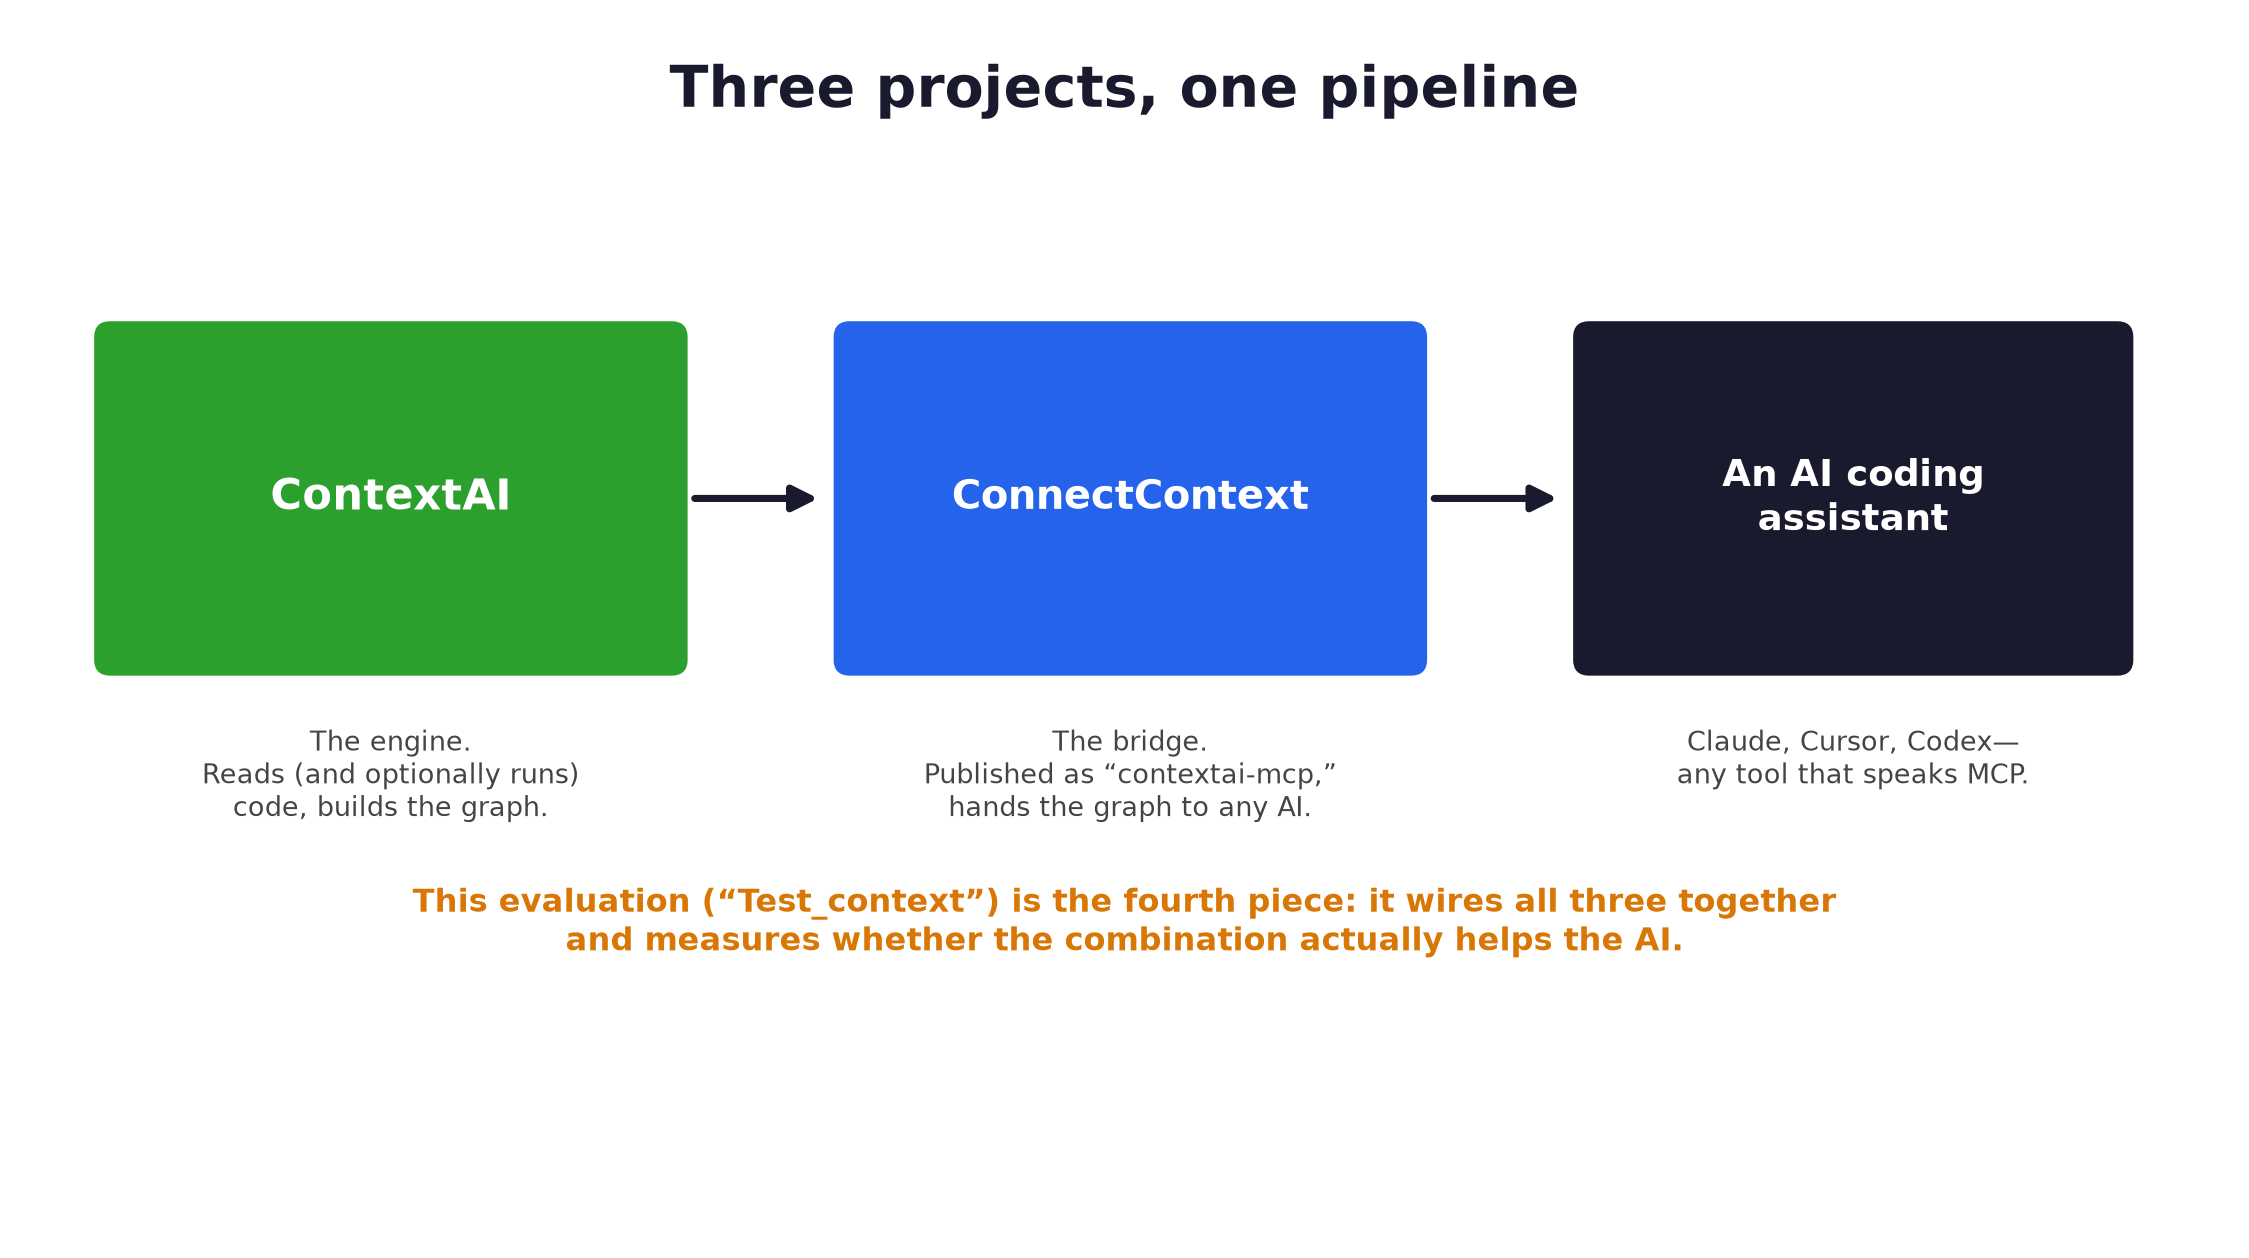 Three projects, one pipeline
ContextAI
ConnectContext
An AI coding
assistant
The engine.
Reads (and optionally runs)
code, builds the graph.
The bridge.
Published as “contextai-mcp,”
hands the graph to any AI.
Claude, Cursor, Codex—
any tool that speaks MCP.
This evaluation (“Test_context”) is the fourth piece: it wires all three together
and measures whether the combination actually helps the AI.